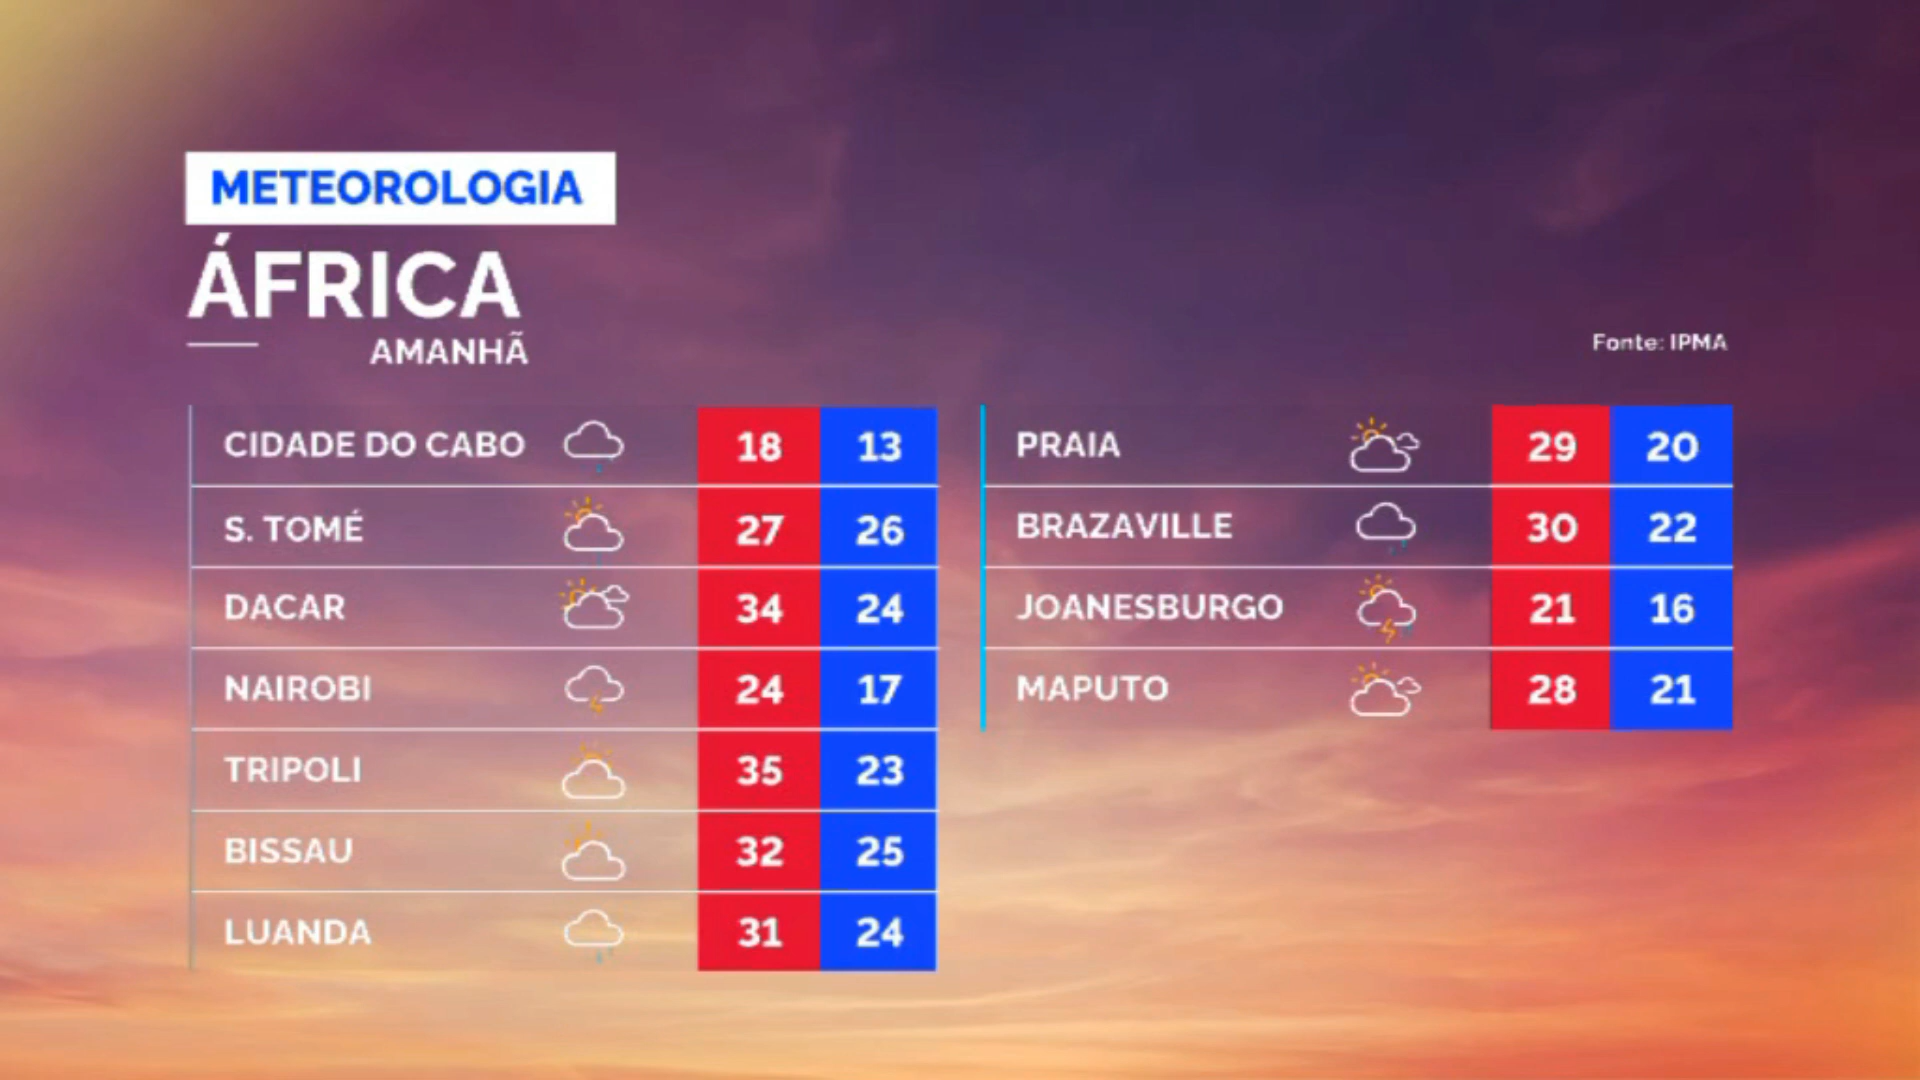 METEOROLOGIA
ÁFRICA
AMANHÃ
Fonte: IPMA
CIDADE DO CABO 18 13
S. TOMÉ 27 26
DACAR 34 24
NAIROBI 24 17
TRIPOLI 35 23
BISSAU 32 25
LUANDA 31 24
PRAIA 29 20
BRAZAVILLE 30 22
JOANESBURGO 21 16
MAPUTO 28 21